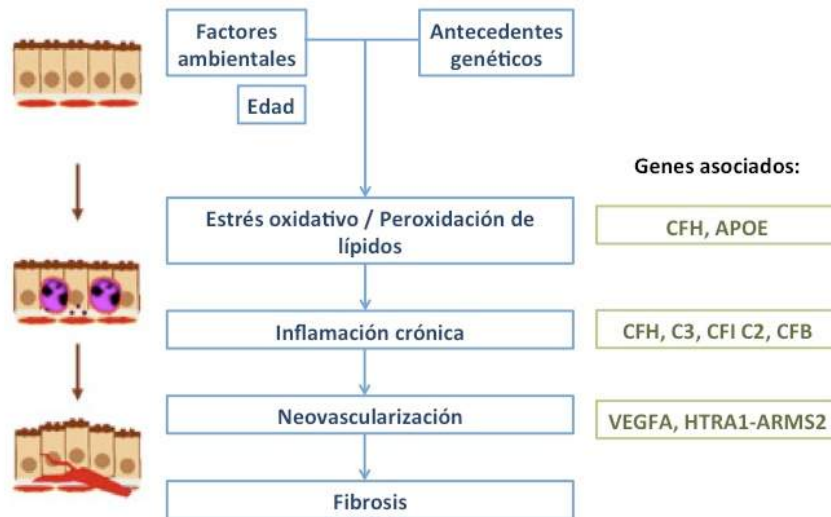 Factores
ambientales
Antecedentes
genéticos
Edad
Genes asociados:
Estrés oxidativo / Peroxidación de
lípidos
CFH, APOE
Inflamación crónica
CFH, C3, CFI C2, CFB
Neovascularización
VEGFA, HTRA1-ARMS2
Fibrosis